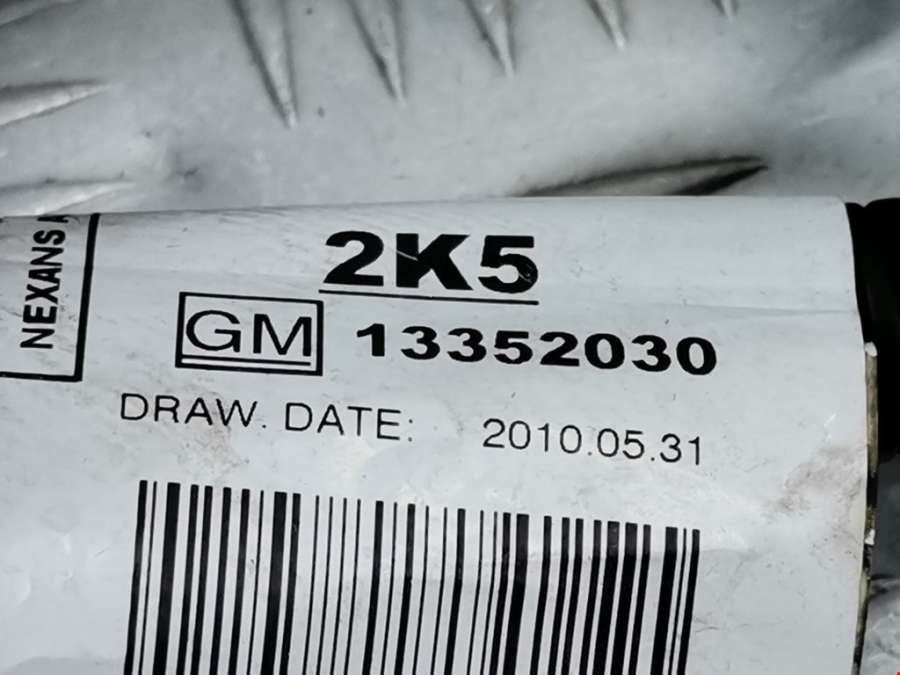 NEXANS
2K5
GM 13352030
DRAW. DATE: 2010.05.31